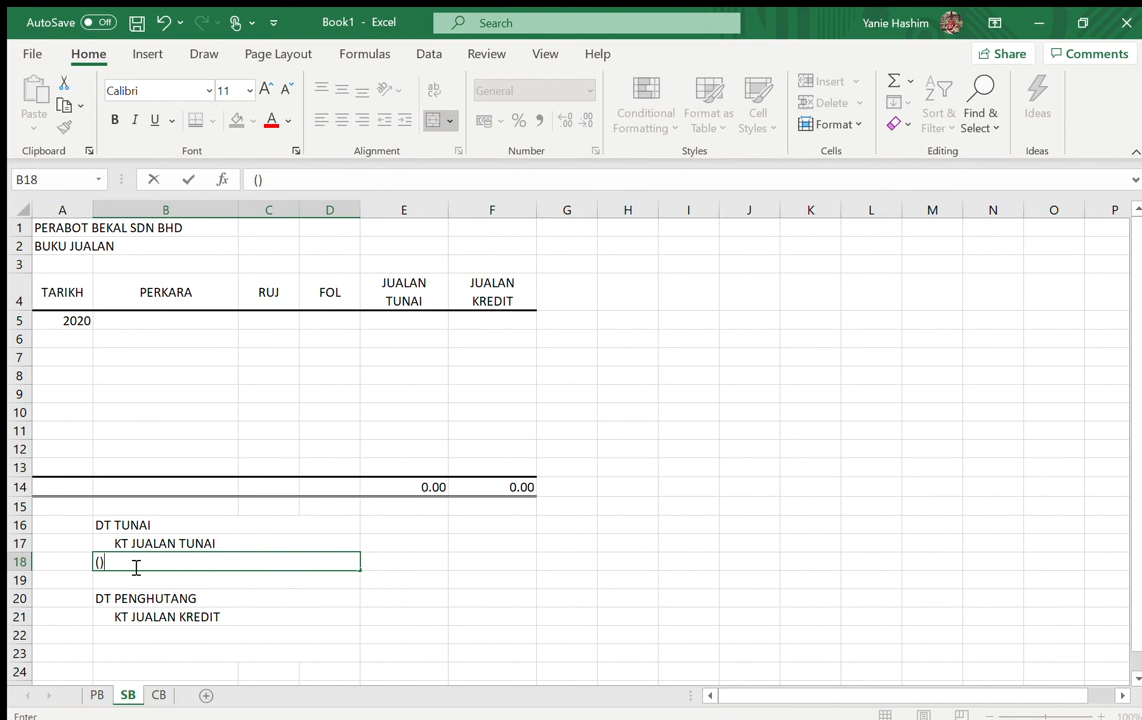 AutoSave Off Book1 - Excel Search Yanie Hashim
File Home Insert Draw Page Layout Formulas Data Review View Help Share Comments
Paste
Calibri 11
B I U A
General
Conditional Formatting
Format as Table
Cell Styles
Insert
Delete
Format
Sort & Filter
Find & Select
Ideas
Clipboard Font Alignment Number Styles Cells Editing Ideas
B18 fx ()
A B C D E F G H I J K L M N O P
1 PERABOT BEKAL SDN BHD
2 BUKU JUALAN
3
4 TARIKH PERKARA RUJ FOL JUALAN TUNAI JUALAN KREDIT
5 2020
6
7
8
9
10
11
12
13
14 0.00 0.00
15
16 DT TUNAI
17 KT JUALAN TUNAI
18 ()
19
20 DT PENGHUTANG
21 KT JUALAN KREDIT
22
23
24
PB SB CB
Enter 100%